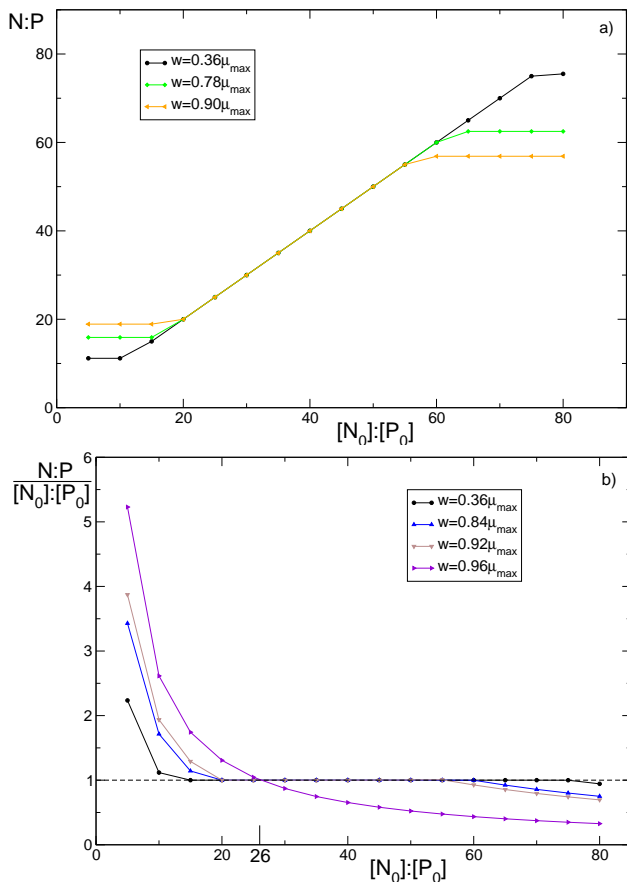 N:P
a)
w=0.36μmax
w=0.78μmax
w=0.90μmax
80
60
40
20
0
0 20 40 60 80
[N0]:[P0]
N:P
[N0]:[P0]
b)
w=0.36μmax
w=0.84μmax
w=0.92μmax
w=0.96μmax
6
5
4
3
2
1
0
0 20 26 40 60 80
[N0]:[P0]